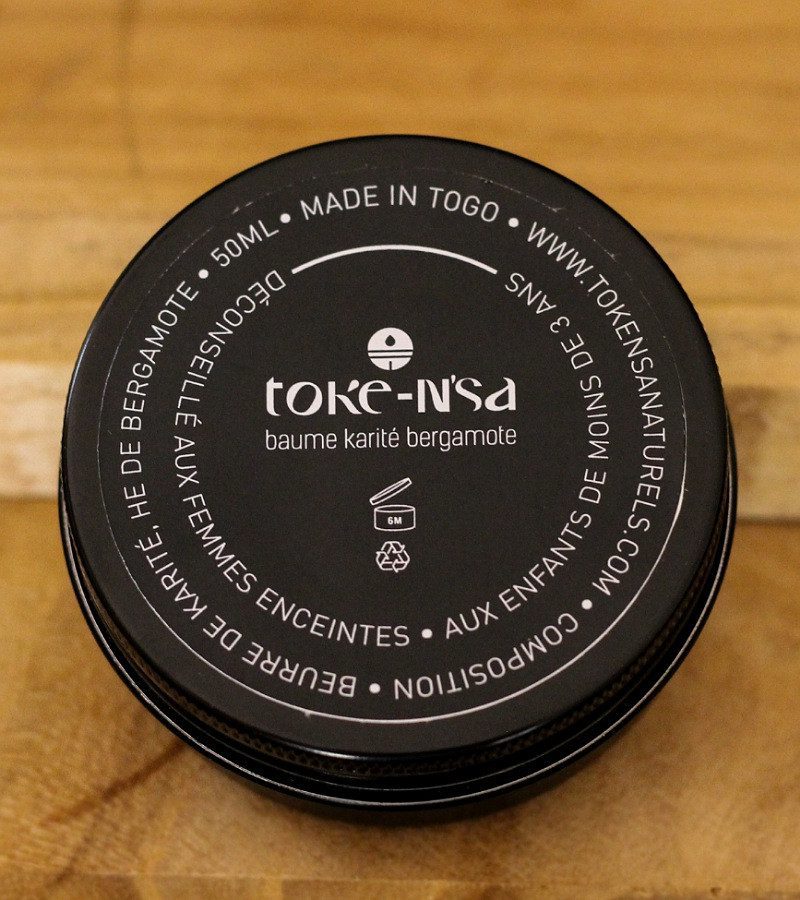 MADE IN TOGO • WWW.TOKENSANATURELS.COM • COMPOSITION • BEURRE DE KARITÉ, HE DE BERGAMOTE • 50ML •
DÉCONSEILLÉ AUX FEMMES ENCEINTES • AUX ENFANTS DE MOINS DE 3 ANS
toke-N'sa
baume karité bergamote
6M